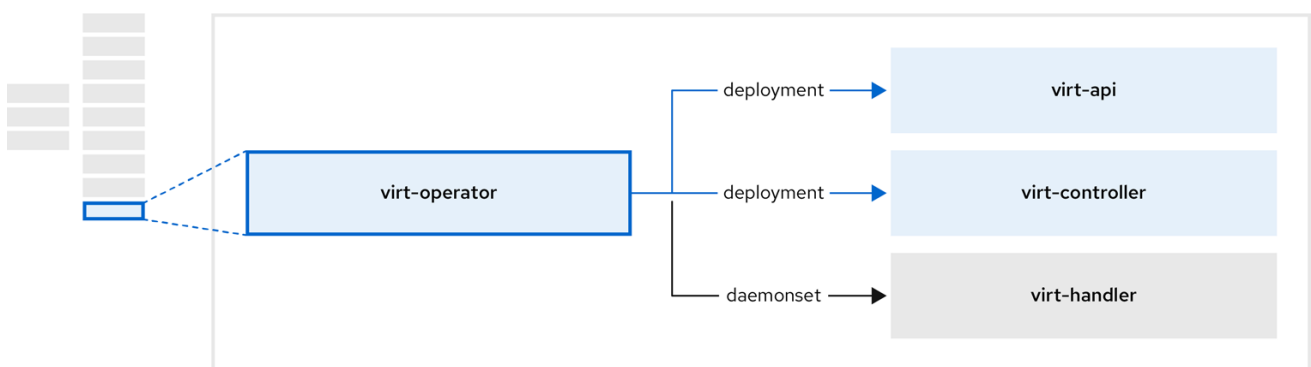 deployment
virt-api
virt-operator
deployment
virt-controller
daemonset
virt-handler